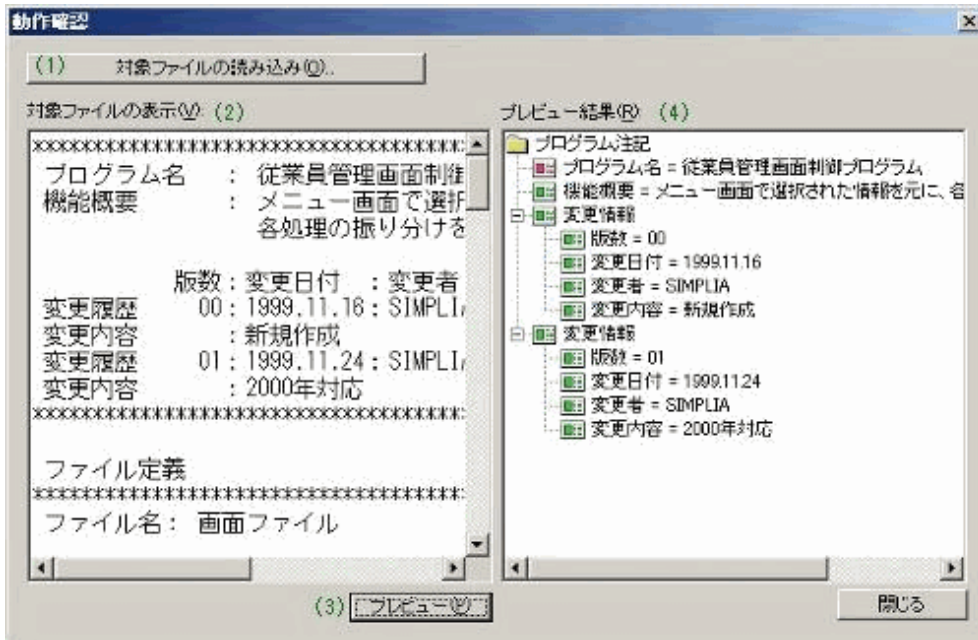 動作確認
(1) 対象ファイルの読み込み(O)..
対象ファイルの表示(V): (2)
*************************************
プログラム名 : 従業員管理画面制御
機能概要 : メニュー画面で選択
各処理の振り分けを
版数:変更日付 :変更者
変更履歴 00:1999.11.16:SIMPLI
変更内容 :新規作成
変更履歴 01:1999.11.24:SIMPLI
変更内容 :2000年対応
*************************************
ファイル定義
*************************************
ファイル名: 画面ファイル
(3) プレビュー(P)
プレビュー結果(R) (4)
プログラム注記
プログラム名 = 従業員管理画面制御プログラム
機能概要 = メニュー画面で選択された情報を元に、各
変更情報
版数 = 00
変更日付 = 1999.11.16
変更者 = SIMPLIA
変更内容 = 新規作成
変更情報
版数 = 01
変更日付 = 1999.11.24
変更者 = SIMPLIA
変更内容 = 2000年対応
閉じる